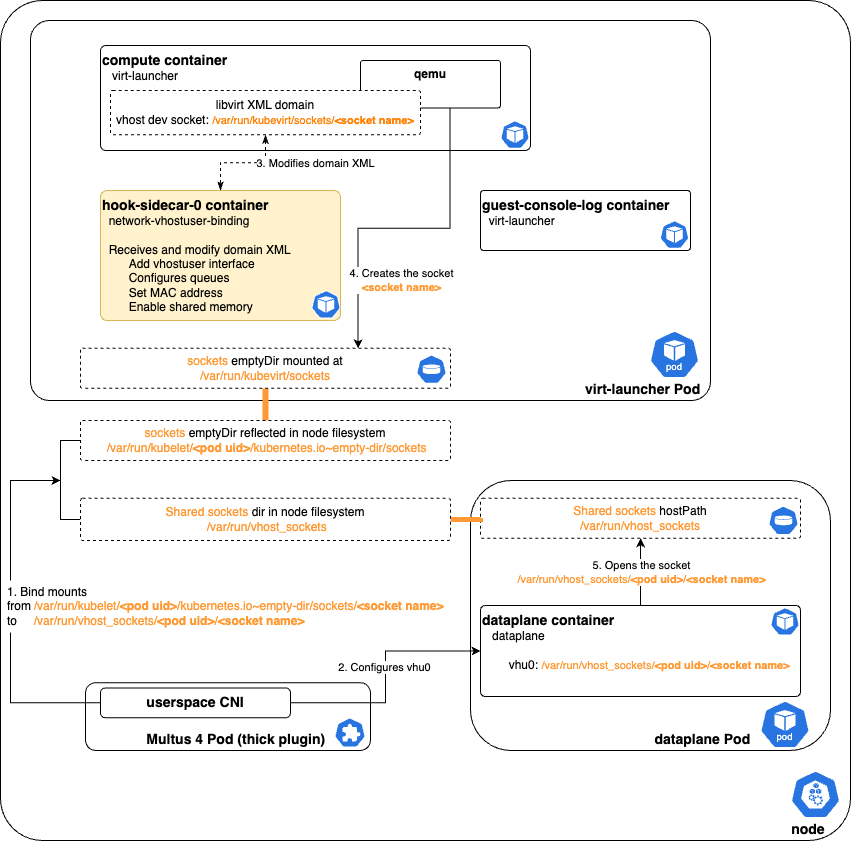 compute container
virt-launcher
qemu
libvirt XML domain
vhost dev socket: /var/run/kubevirt/sockets/<socket name>
3. Modifies domain XML
hook-sidecar-0 container
network-vhostuser-binding
Receives and modify domain XML
Add vhostuser interface
Configures queues
Set MAC address
Enable shared memory
guest-console-log container
virt-launcher
4. Creates the socket
<socket name>
sockets emptyDir mounted at
/var/run/kubevirt/sockets
pod
virt-launcher Pod
sockets emptyDir reflected in node filesystem
/var/run/kubelet/<pod uid>/kubernetes.io~empty-dir/sockets
Shared sockets dir in node filesystem
/var/run/vhost_sockets
Shared sockets hostPath
/var/run/vhost_sockets
5. Opens the socket
/var/run/vhost_sockets/<pod uid>/<socket name>
1. Bind mounts
from /var/run/kubelet/<pod uid>/kubernetes.io~empty-dir/sockets/<socket name>
to /var/run/vhost_sockets/<pod uid>/<socket name>
dataplane container
dataplane
vhu0: /var/run/vhost_sockets/<pod uid>/<socket name>
2. Configures vhu0
userspace CNI
Multus 4 Pod (thick plugin)
dataplane Pod
pod
node